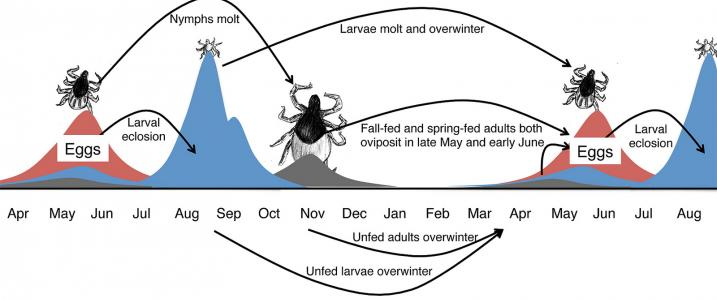 Nymphs molt
Larvae molt and overwinter
Larval
eclosion
Eggs
Fall-fed and spring-fed adults both
oviposit in late May and early June
Eggs
Larval
eclosion
Apr May Jun Jul Aug Sep Oct Nov Dec Jan Feb Mar Apr May Jun Jul Aug
Unfed adults overwinter
Unfed larvae overwinter